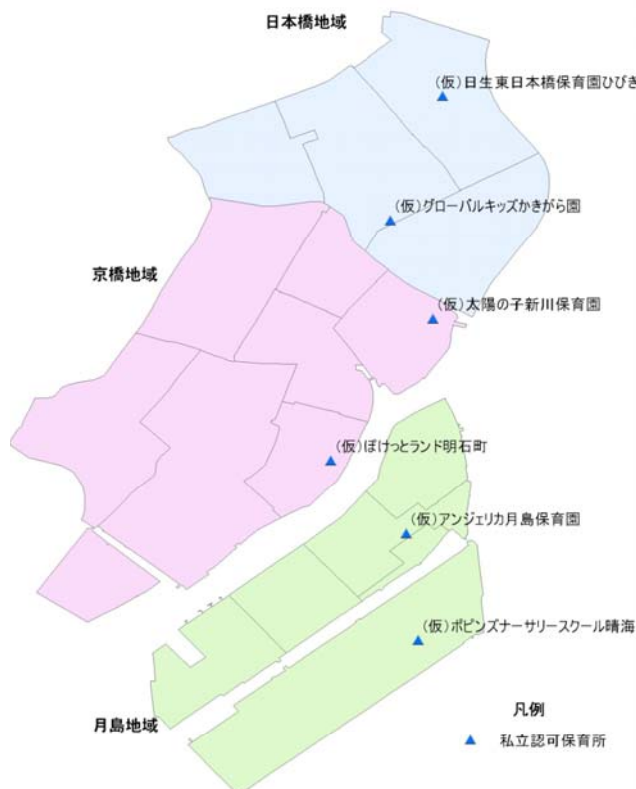 日本橋地域
(仮)日生東日本橋保育園ひびき
(仮)グローバルキッズかきがら園
京橋地域
(仮)太陽の子新川保育園
(仮)ぽけっとランド明石町
(仮)アンジェリカ月島保育園
(仮)ポピンズナーサリースクール晴海
月島地域
凡例
私立認可保育所